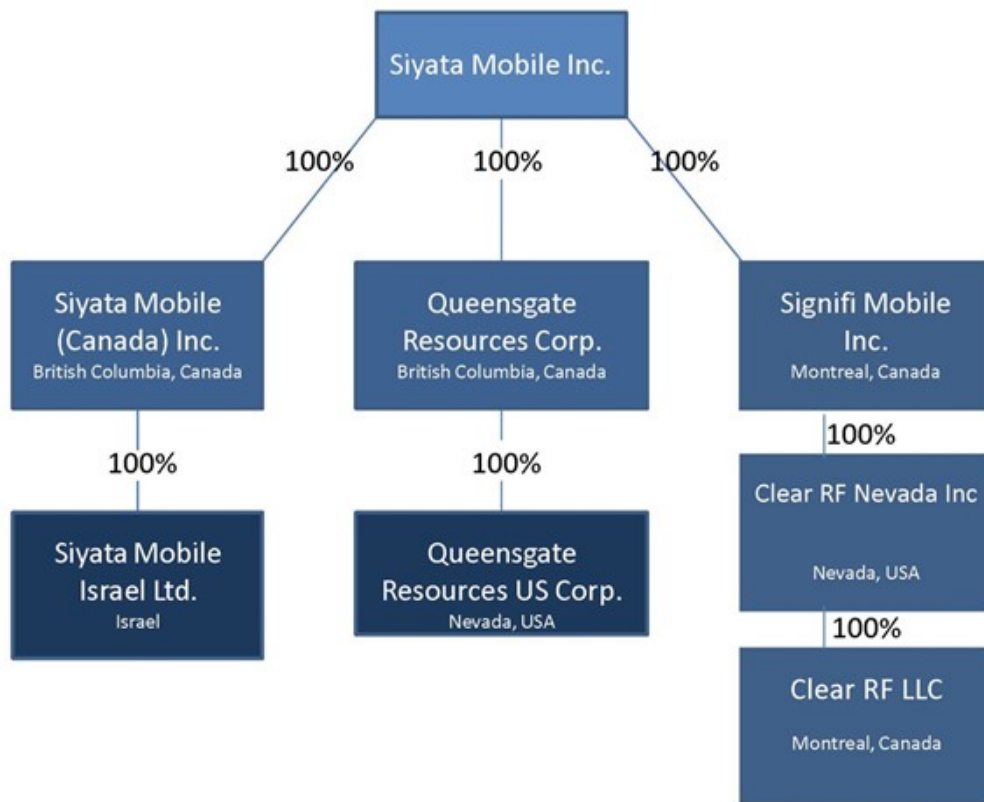 Siyata Mobile Inc.
100%
100%
100%
Siyata Mobile
(Canada) Inc.
British Columbia, Canada
Queensgate
Resources Corp.
British Columbia, Canada
Signifi Mobile
Inc.
Montreal, Canada
100%
100%
100%
Siyata Mobile
Israel Ltd.
Israel
Queensgate
Resources US Corp.
Nevada, USA
Clear RF Nevada Inc
Nevada, USA
100%
Clear RF LLC
Montreal, Canada